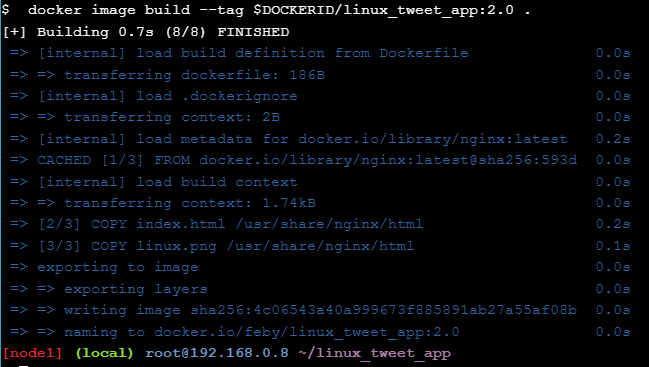 $ docker image build --tag $DOCKERID/linux_tweet_app:2.0 .
[+] Building 0.7s (8/8) FINISHED
=> [internal] load build definition from Dockerfile 0.0s
=> => transferring dockerfile: 186B 0.0s
=> [internal] load .dockerignore 0.0s
=> => transferring context: 2B 0.0s
=> [internal] load metadata for docker.io/library/nginx:latest 0.2s
=> CACHED [1/3] FROM docker.io/library/nginx:latest@sha256:593d 0.0s
=> [internal] load build context 0.0s
=> => transferring context: 1.74kB 0.0s
=> [2/3] COPY index.html /usr/share/nginx/html 0.2s
=> [3/3] COPY linux.png /usr/share/nginx/html 0.1s
=> exporting to image 0.0s
=> => exporting layers 0.0s
=> => writing image sha256:4c06543a40a999673f885891ab27a55af08b 0.0s
=> => naming to docker.io/feby/linux_tweet_app:2.0 0.0s
[node1] (local) root@192.168.0.8 ~/linux_tweet_app